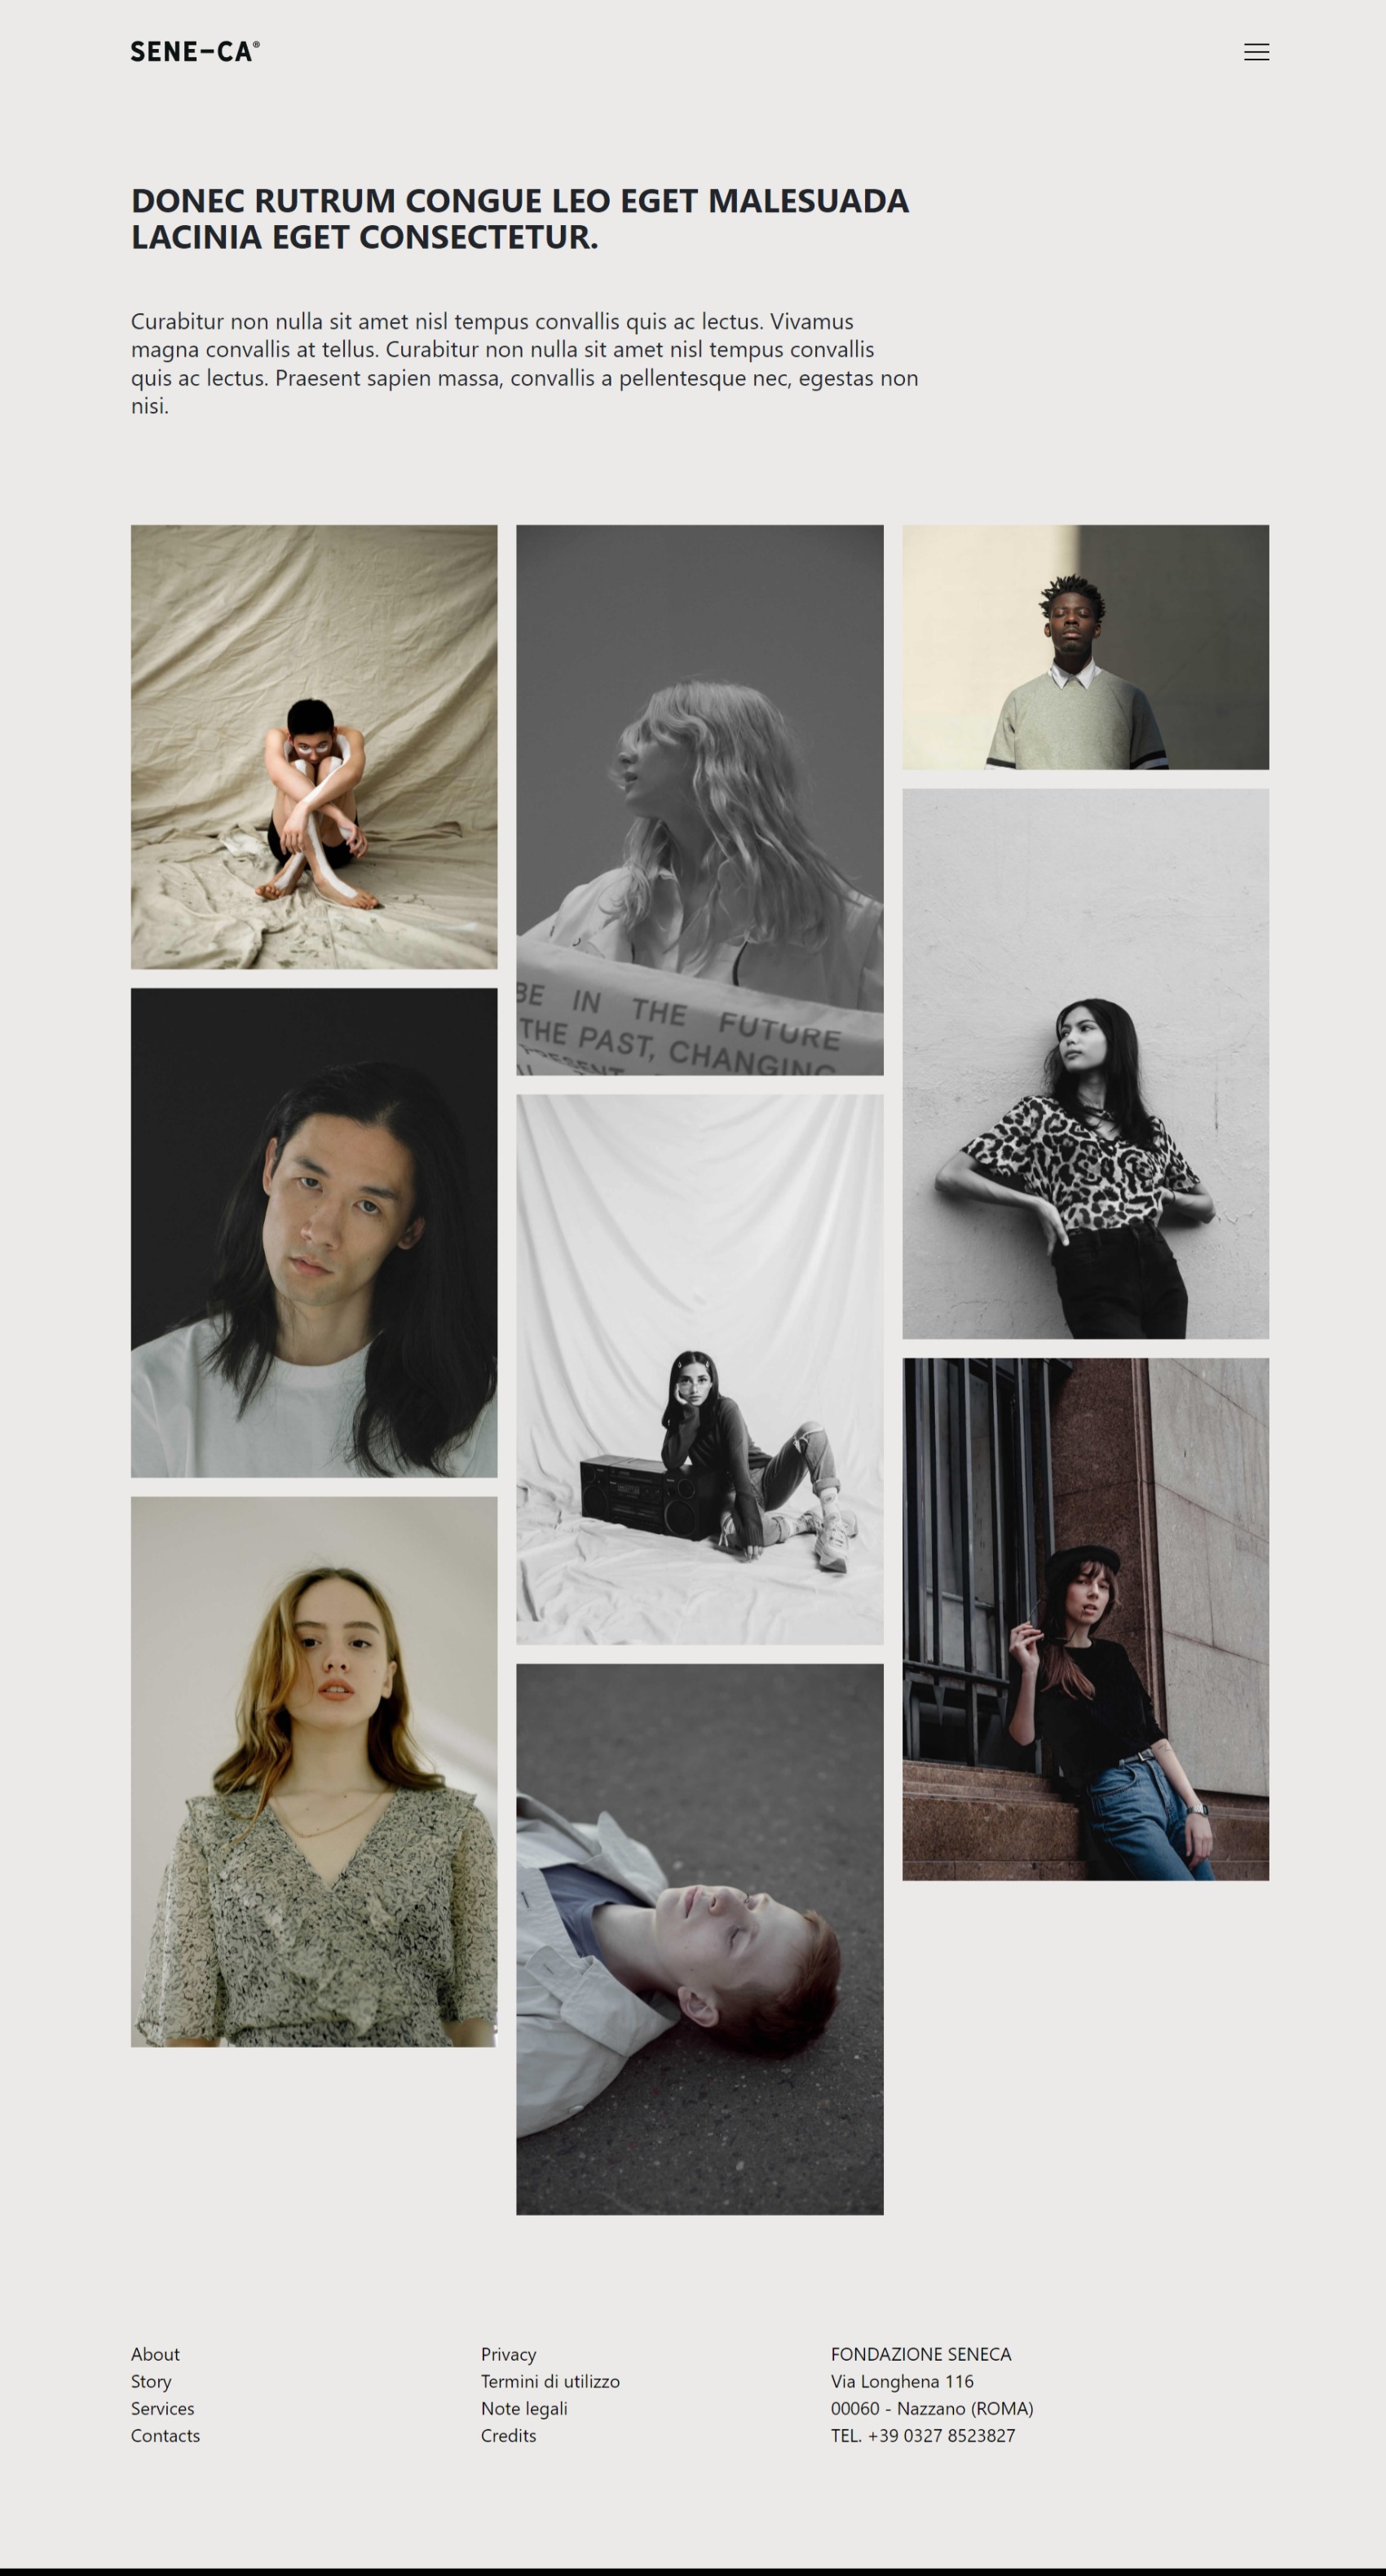 SENE–CA®
DONEC RUTRUM CONGUE LEO EGET MALESUADA
LACINIA EGET CONSECTETUR.
Curabitur non nulla sit amet nisl tempus convallis quis ac lectus. Vivamus
magna convallis at tellus. Curabitur non nulla sit amet nisl tempus convallis
quis ac lectus. Praesent sapien massa, convallis a pellentesque nec, egestas non
nisi.
BE IN THE FUTURE
THE PAST, CHANGING
About
Story
Services
Contacts
Privacy
Termini di utilizzo
Note legali
Credits
FONDAZIONE SENECA
Via Longhena 116
00060 - Nazzano (ROMA)
TEL. +39 0327 8523827